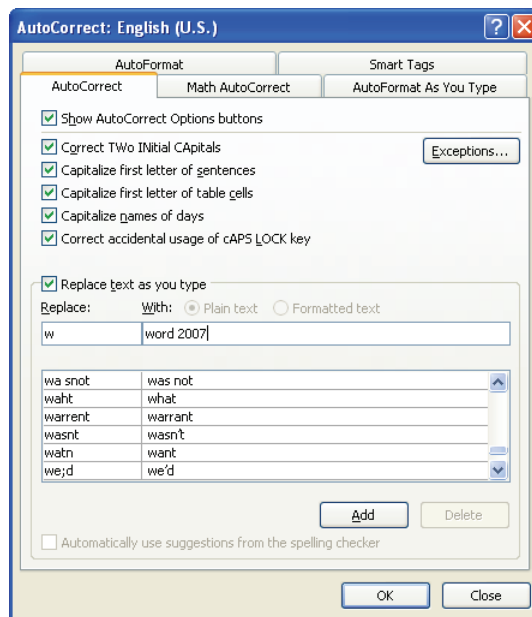 AutoCorrect: English (U.S.)
AutoFormat Smart Tags
AutoCorrect Math AutoCorrect AutoFormat As You Type
Show AutoCorrect Options buttons
Correct TWo INitial CApitals Exceptions...
Capitalize first letter of sentences
Capitalize first letter of table cells
Capitalize names of days
Correct accidental usage of cAPS LOCK key
Replace text as you type
Replace: With: Plain text Formatted text
w word 2007
wa snot was not
waht what
warrent warrant
wasnt wasn't
watn want
we;d we'd
Add Delete
Automatically use suggestions from the spelling checker
OK Close